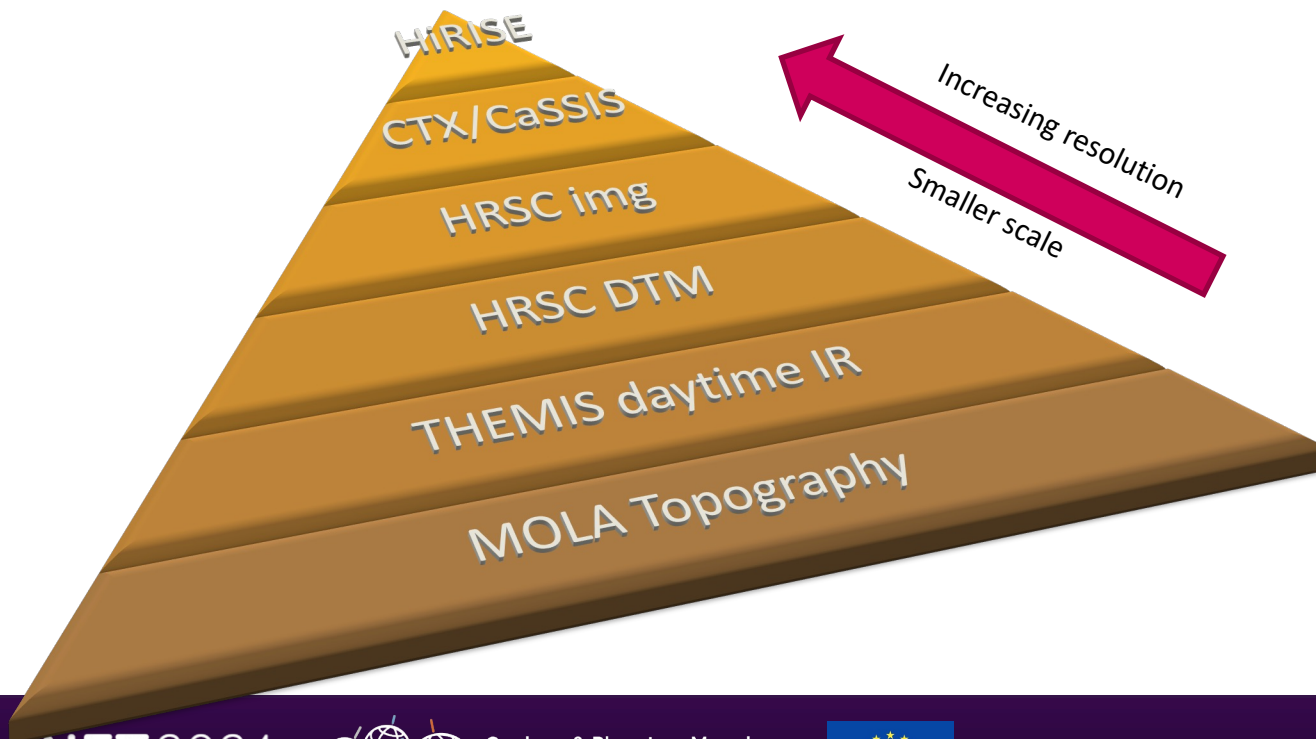 HiRISE
CTX/CaSSIS
HRSC img
HRSC DTM
THEMIS daytime IR
MOLA Topography
Increasing resolution
Smaller scale